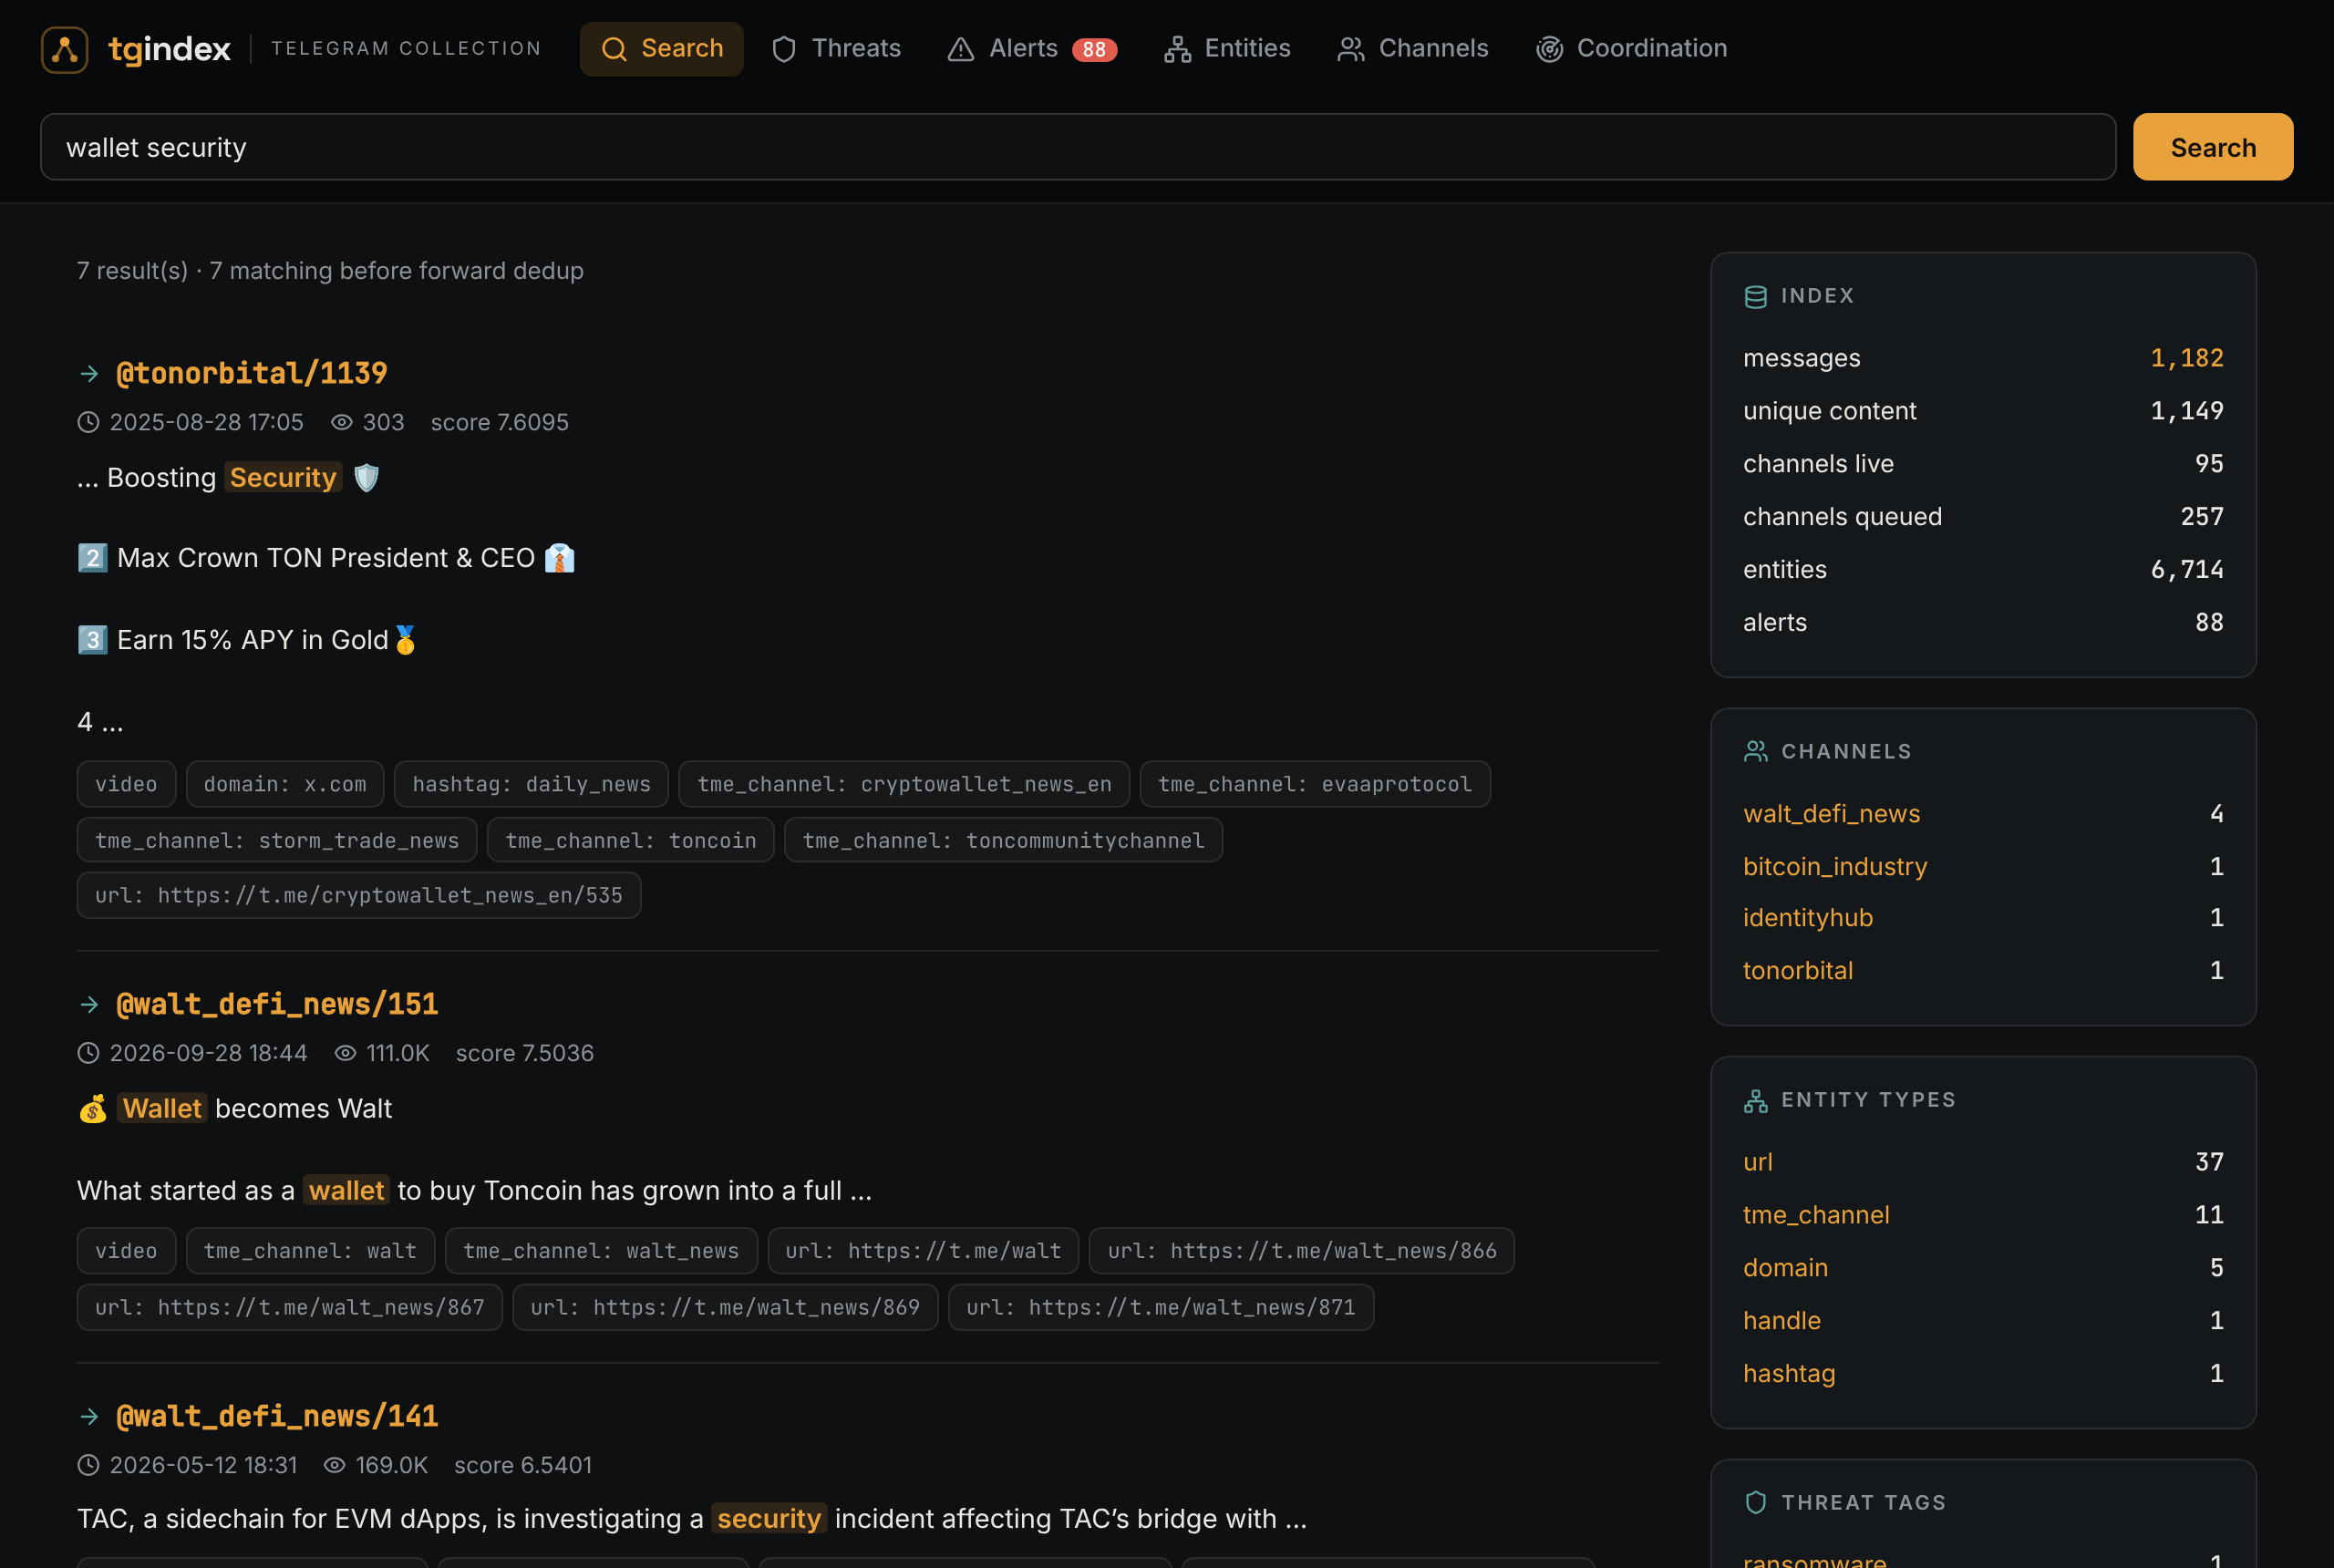 tgindex TELEGRAM COLLECTION Search Threats Alerts 88 Entities Channels Coordination
wallet security Search
7 result(s) · 7 matching before forward dedup
→ @tonorbital/1139
2025-08-28 17:05 303 score 7.6095
... Boosting Security 🛡️
2️⃣ Max Crown TON President & CEO 👔
3️⃣ Earn 15% APY in Gold🥇
4 ...
video domain: x.com hashtag: daily_news tme_channel: cryptowallet_news_en tme_channel: evaaprotocol
tme_channel: storm_trade_news tme_channel: toncoin tme_channel: toncommunitychannel
url: https://t.me/cryptowallet_news_en/535
→ @walt_defi_news/151
2026-09-28 18:44 111.0K score 7.5036
💰 Wallet becomes Walt
What started as a wallet to buy Toncoin has grown into a full ...
video tme_channel: walt tme_channel: walt_news url: https://t.me/walt url: https://t.me/walt_news/866
url: https://t.me/walt_news/867 url: https://t.me/walt_news/869 url: https://t.me/walt_news/871
→ @walt_defi_news/141
2026-05-12 18:31 169.0K score 6.5401
TAC, a sidechain for EVM dApps, is investigating a security incident affecting TAC’s bridge with ...
INDEX
messages 1,182
unique content 1,149
channels live 95
channels queued 257
entities 6,714
alerts 88
CHANNELS
walt_defi_news 4
bitcoin_industry 1
identityhub 1
tonorbital 1
ENTITY TYPES
url 37
tme_channel 11
domain 5
handle 1
hashtag 1
THREAT TAGS
ransomware 1